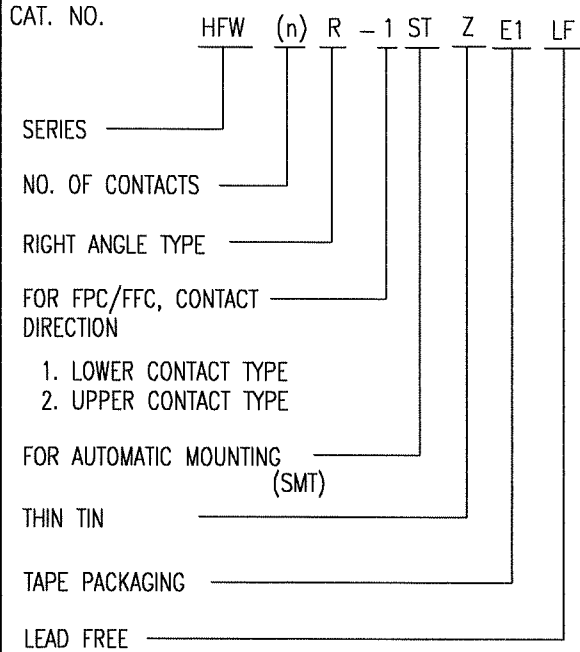 CAT. NO.
HFW (n) R - 1 ST Z E1 LF
SERIES
NO. OF CONTACTS
RIGHT ANGLE TYPE
FOR FPC/FFC, CONTACT
DIRECTION
1. LOWER CONTACT TYPE
2. UPPER CONTACT TYPE
FOR AUTOMATIC MOUNTING
(SMT)
THIN TIN
TAPE PACKAGING
LEAD FREE